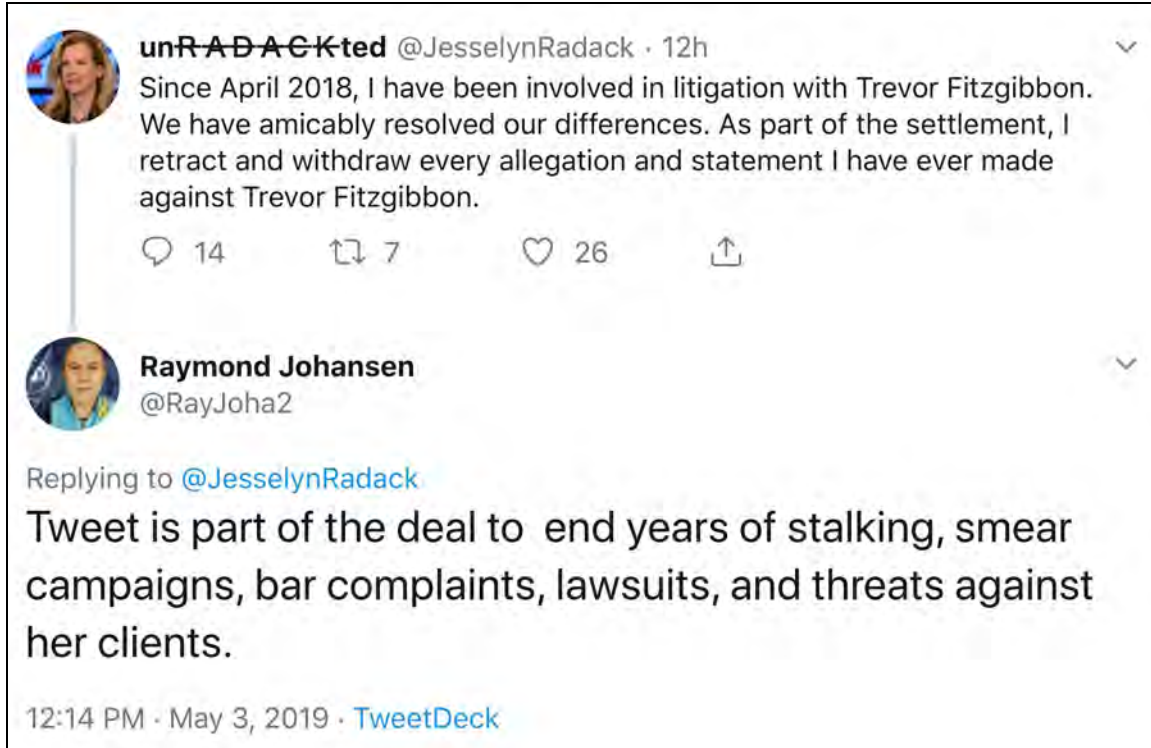 unRADACKted @JesselynRadack · 12h
Since April 2018, I have been involved in litigation with Trevor Fitzgibbon.
We have amicably resolved our differences. As part of the settlement, I
retract and withdraw every allegation and statement I have ever made
against Trevor Fitzgibbon.
14 7 26
Raymond Johansen
@RayJoha2
Replying to @JesselynRadack
Tweet is part of the deal to end years of stalking, smear
campaigns, bar complaints, lawsuits, and threats against
her clients.
12:14 PM · May 3, 2019 · TweetDeck